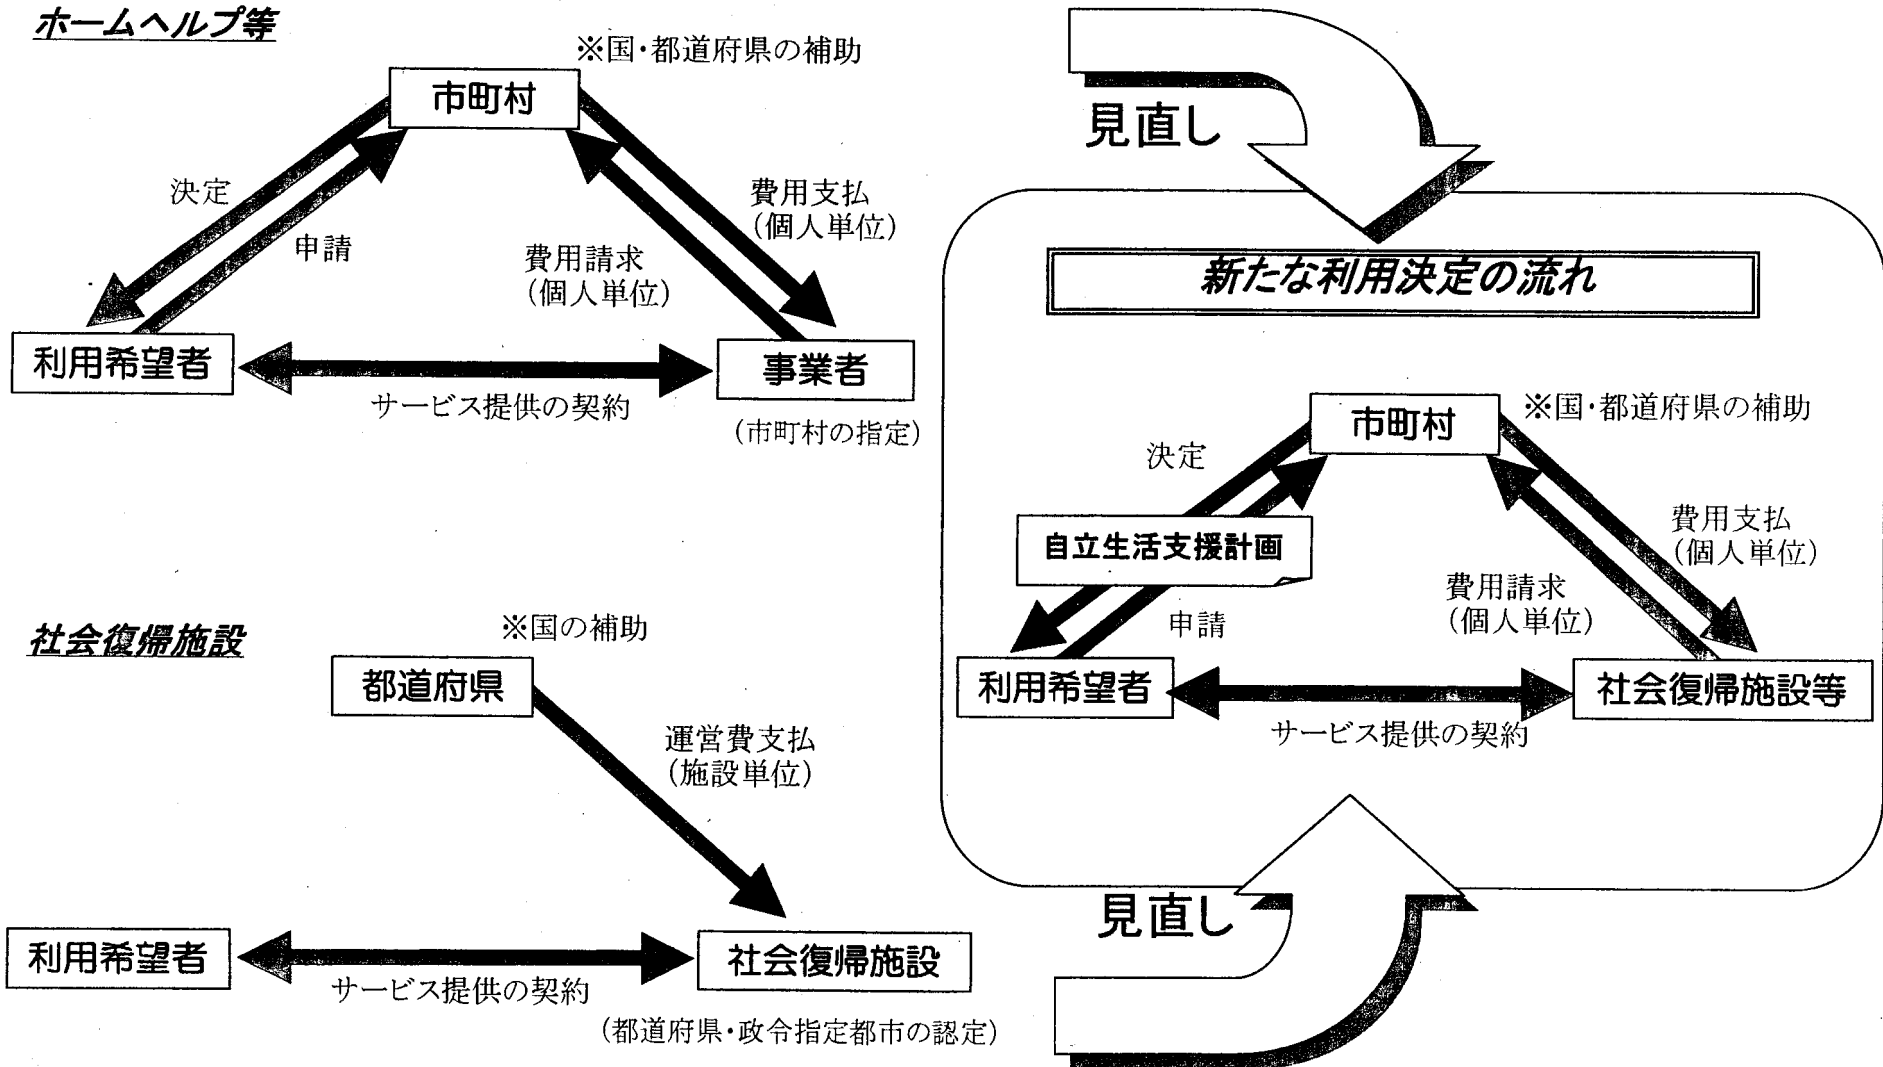 ホームヘルプ等
※国・都道府県の補助
市町村
決定
申請
費用請求
(個人単位)
費用支払
(個人単位)
利用希望者
事業者
サービス提供の契約
(市町村の指定)
社会復帰施設
※国の補助
都道府県
運営費支払
(施設単位)
利用希望者
社会復帰施設
サービス提供の契約
(都道府県・政令指定都市の認定)
見直し
新たな利用決定の流れ
市町村
※国・都道府県の補助
決定
自立生活支援計画
申請
費用支払
(個人単位)
費用請求
(個人単位)
利用希望者
社会復帰施設等
サービス提供の契約
見直し